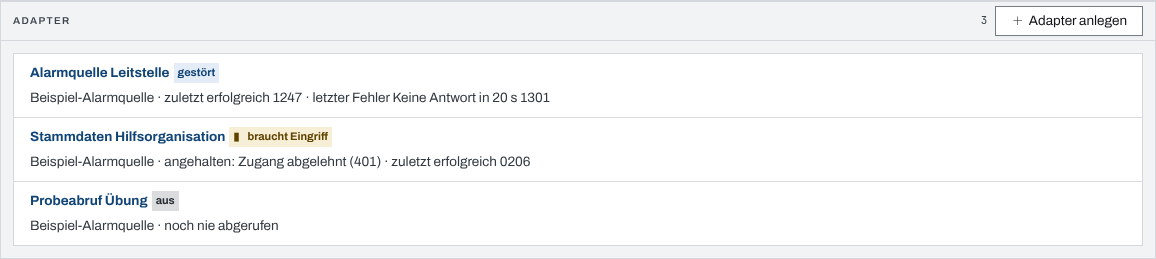 ADAPTER
3
+ Adapter anlegen
Alarmquelle Leitstelle gestört
Beispiel-Alarmquelle · zuletzt erfolgreich 1247 · letzter Fehler Keine Antwort in 20 s 1301
Stammdaten Hilfsorganisation braucht Eingriff
Beispiel-Alarmquelle · angehalten: Zugang abgelehnt (401) · zuletzt erfolgreich 0206
Probeabruf Übung aus
Beispiel-Alarmquelle · noch nie abgerufen